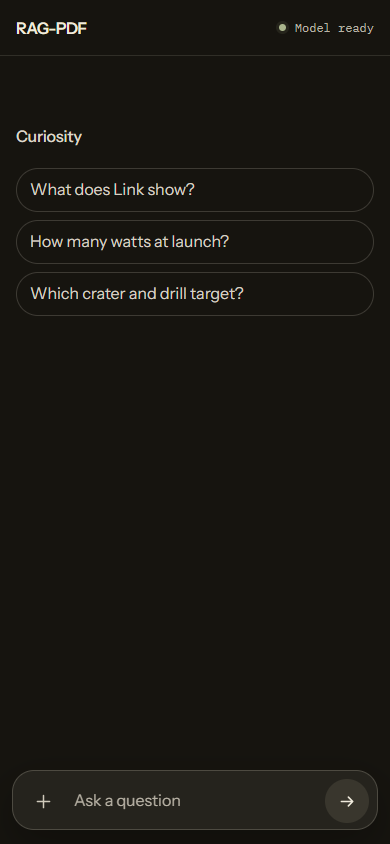 RAG-PDF
Model ready
Curiosity
What does Link show?
How many watts at launch?
Which crater and drill target?
Ask a question